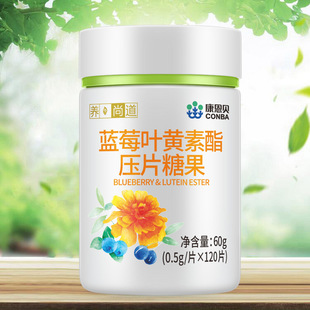 养尚道
康恩贝
CONBA
蓝莓叶黄素酯
压片糖果
BLUEBERRY & LUTEIN ESTER
净含量:60g
(0.5g/片×120片)